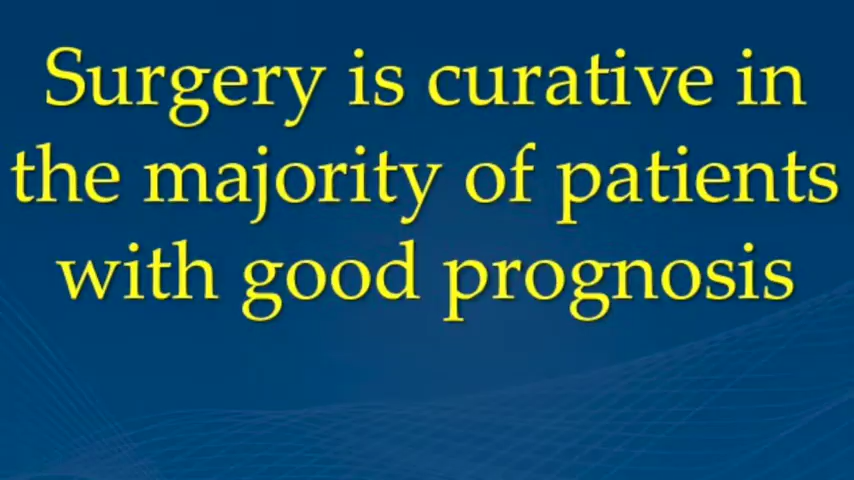 Surgery is curative in
the majority of patients
with good prognosis